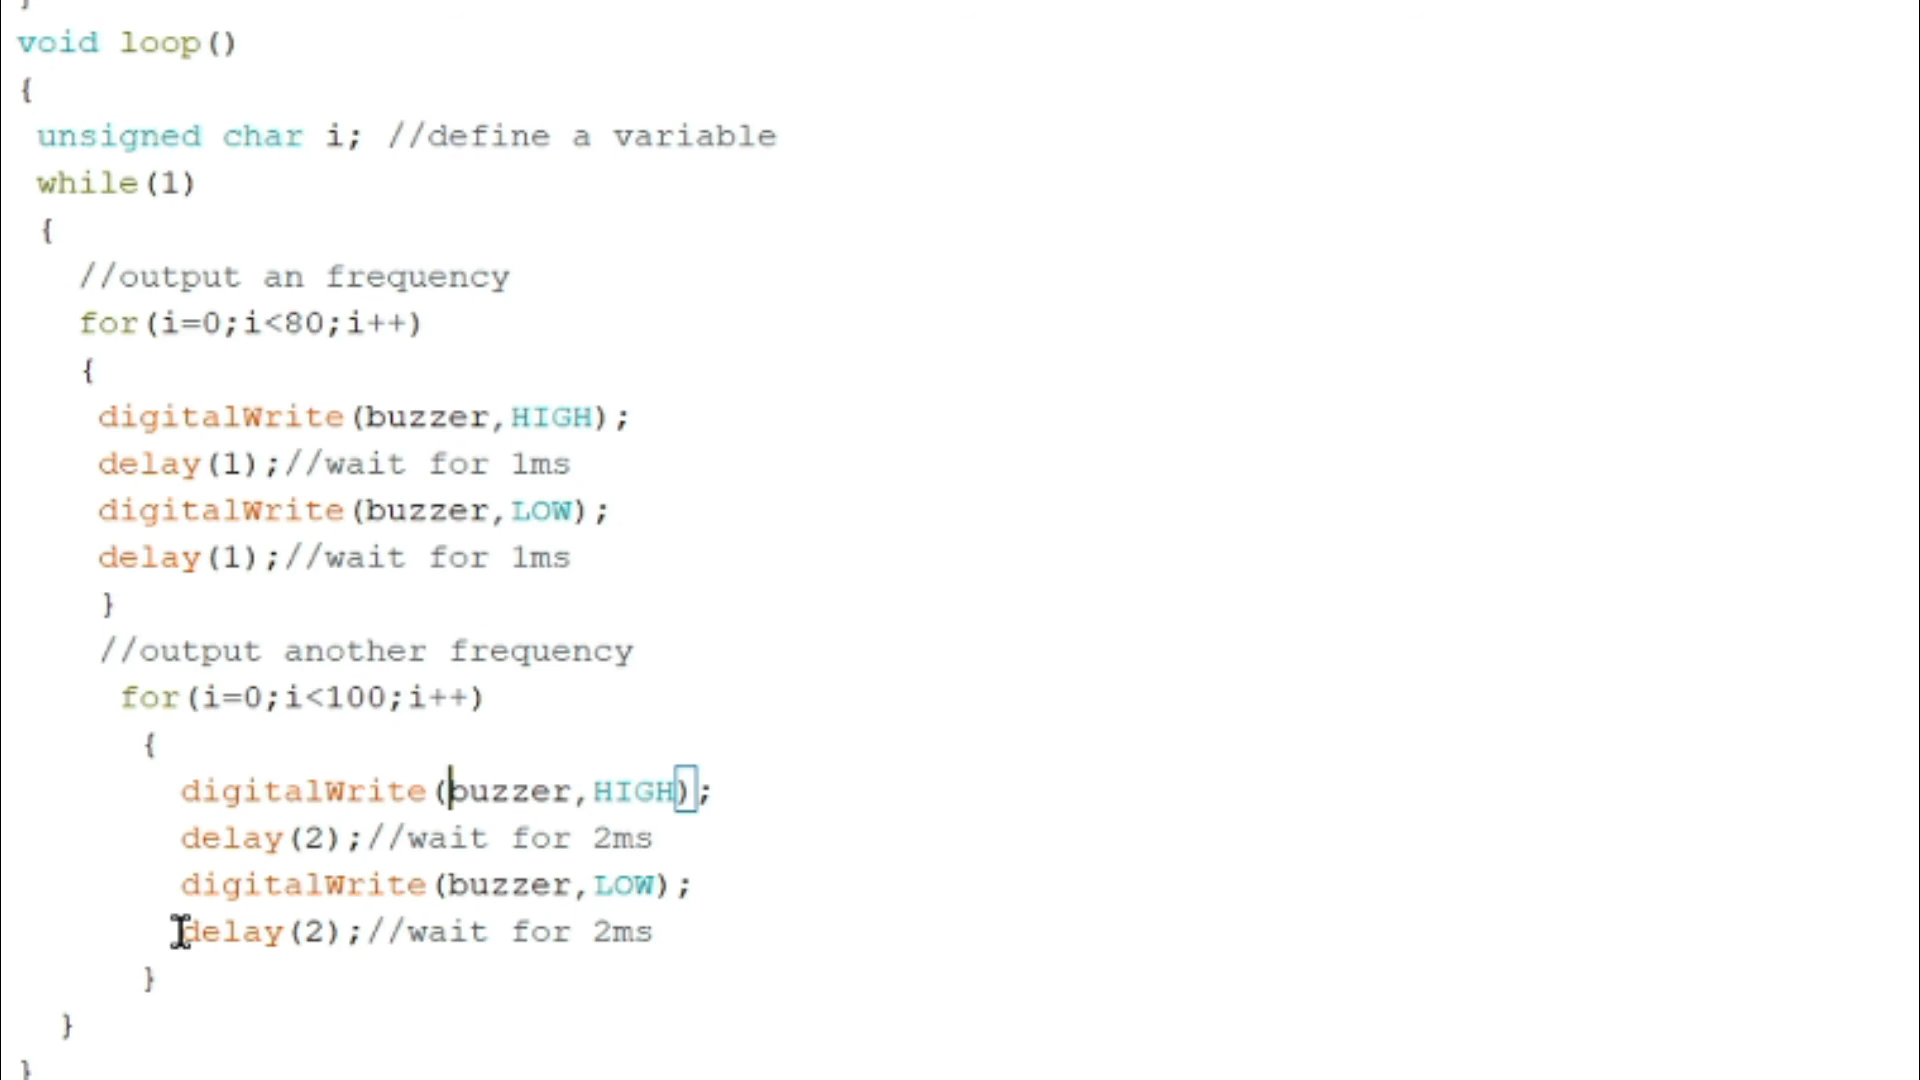 }
void loop()
{
unsigned char i; //define a variable
while(1)
{
//output an frequency
for(i=0;i<80;i++)
{
digitalWrite(buzzer,HIGH);
delay(1);//wait for 1ms
digitalWrite(buzzer,LOW);
delay(1);//wait for 1ms
}
//output another frequency
for(i=0;i<100;i++)
{
digitalWrite(buzzer,HIGH);
delay(2);//wait for 2ms
digitalWrite(buzzer,LOW);
delay(2);//wait for 2ms
}
}
}